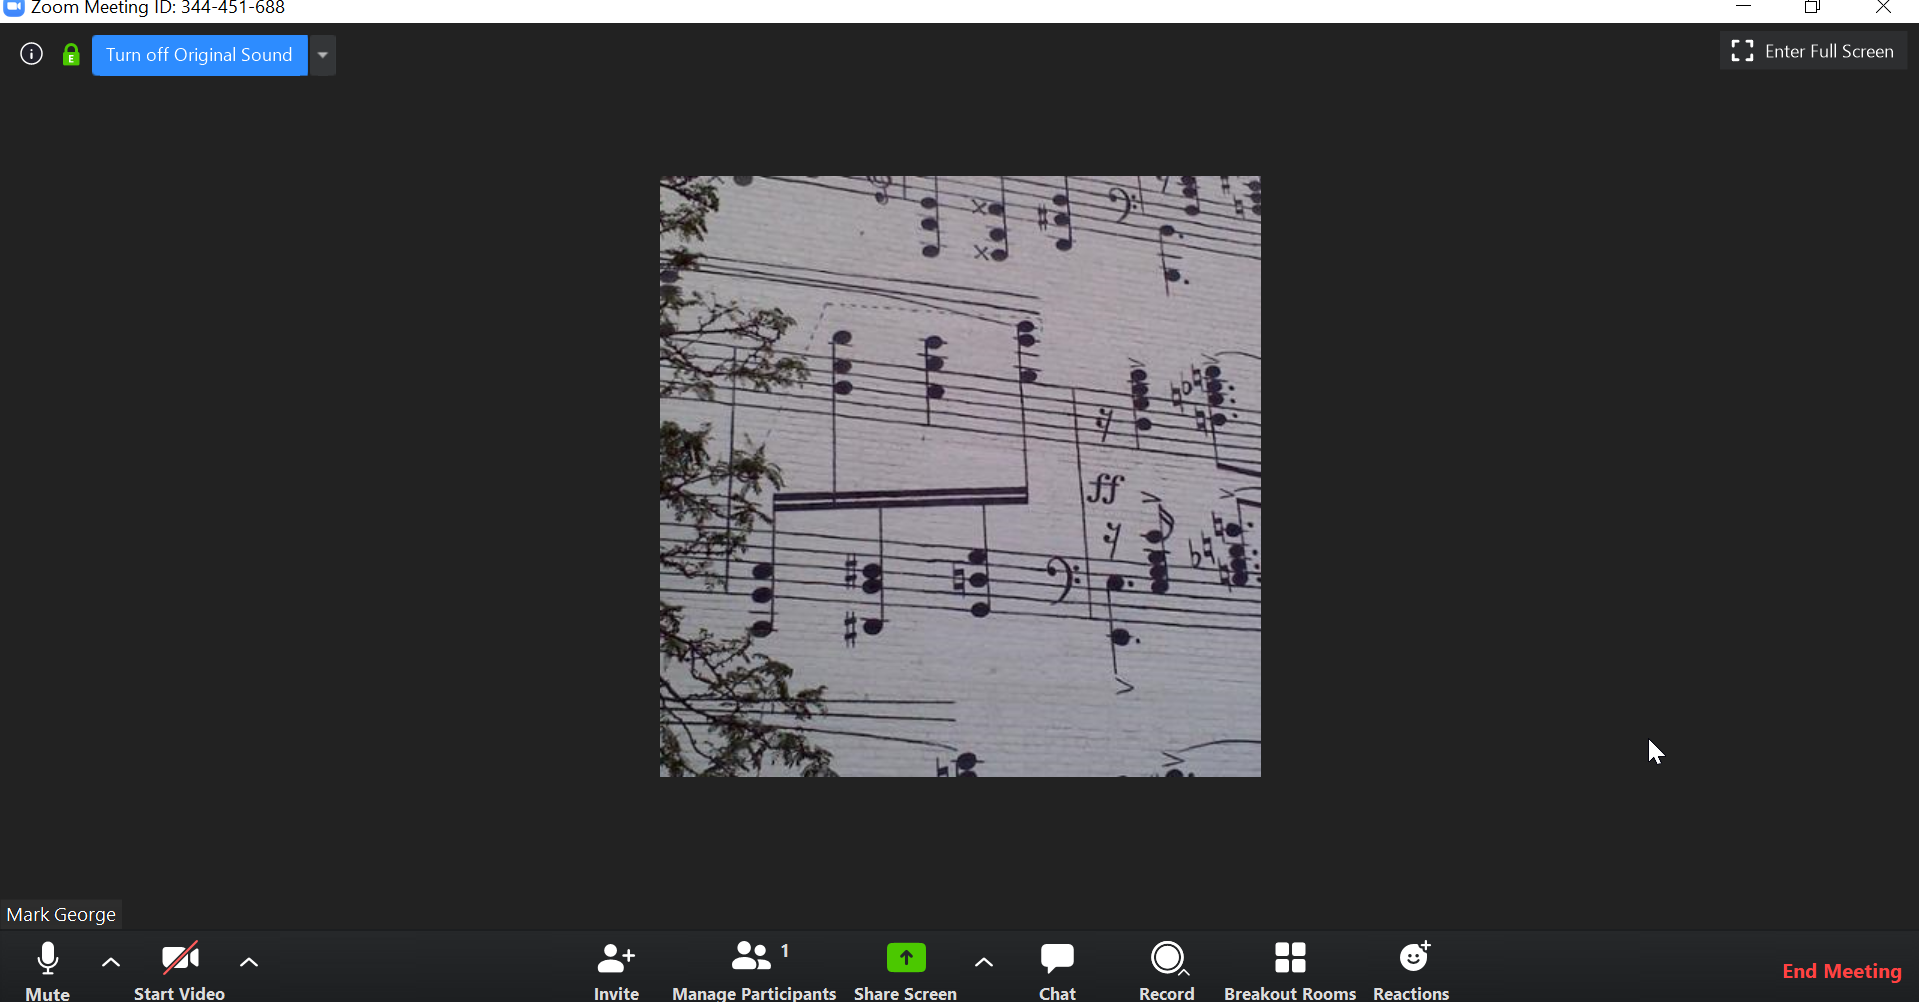 Zoom Meeting ID: 344-451-688
Turn off Original Sound
Enter Full Screen
ff
Mark George
Mute
Start Video
Invite
Manage Participants
1
Share Screen
Chat
Record
Breakout Rooms
Reactions
End Meeting